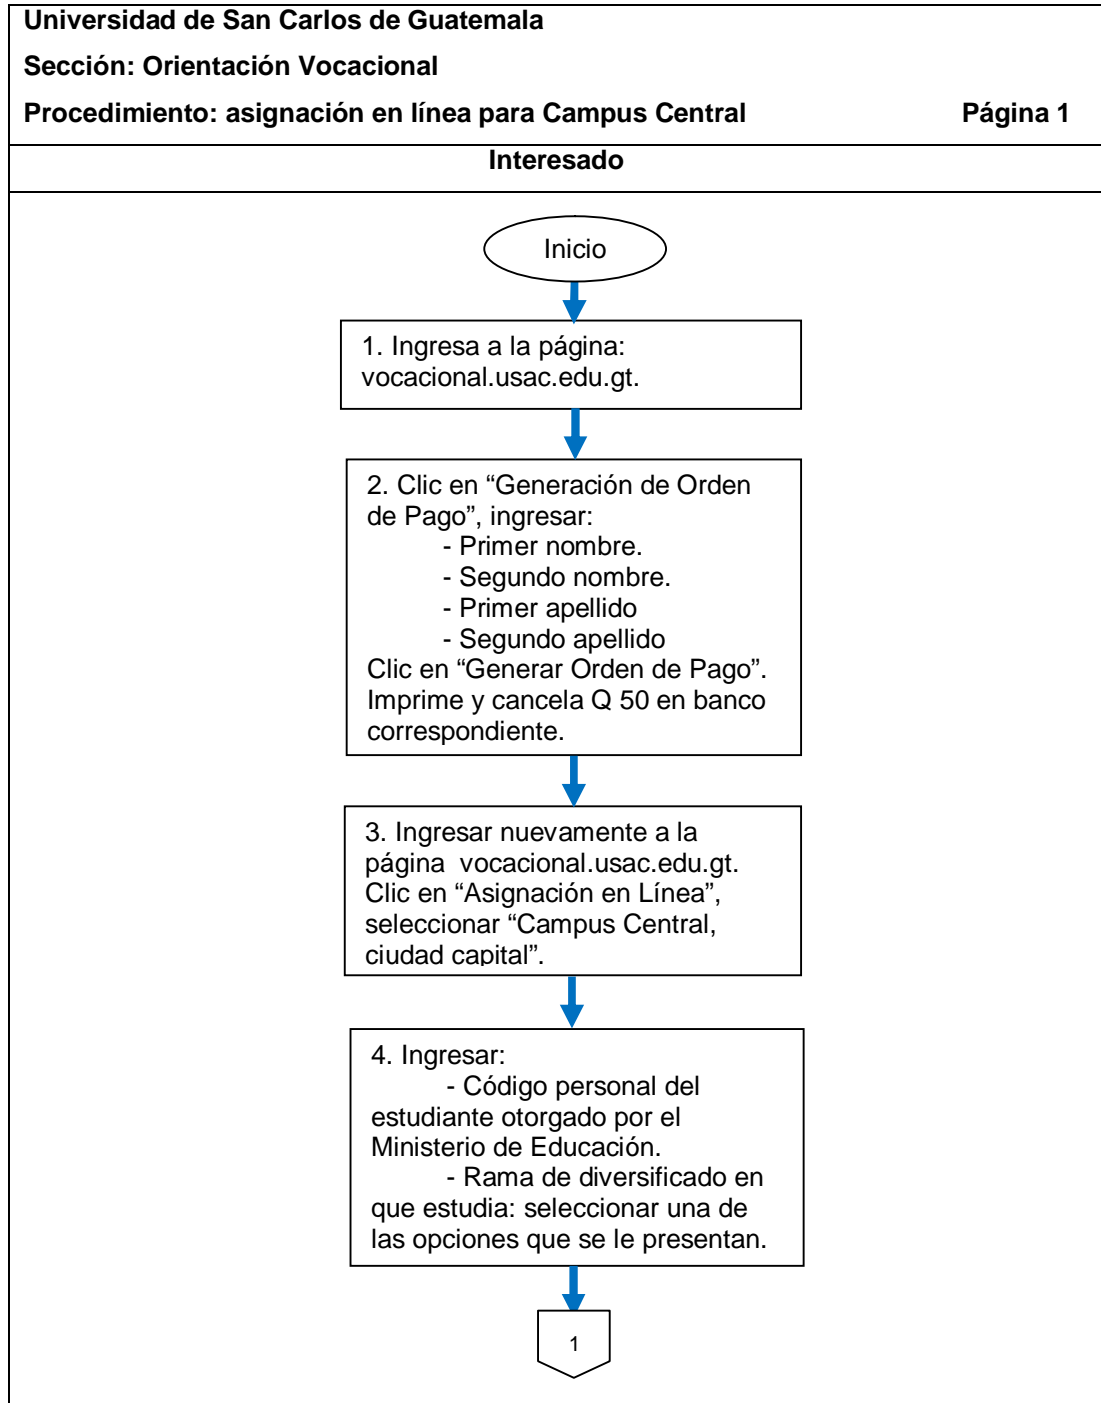 Universidad de San Carlos de Guatemala
Sección: Orientación Vocacional
Procedimiento: asignación en línea para Campus Central Página 1
Interesado
Inicio
1. Ingresa a la página:
vocacional.usac.edu.gt.
2. Clic en “Generación de Orden
de Pago”, ingresar:
- Primer nombre.
- Segundo nombre.
- Primer apellido
- Segundo apellido
Clic en “Generar Orden de Pago”.
Imprime y cancela Q 50 en banco
correspondiente.
3. Ingresar nuevamente a la
página vocacional.usac.edu.gt.
Clic en “Asignación en Línea”,
seleccionar “Campus Central,
ciudad capital”.
4. Ingresar:
- Código personal del
estudiante otorgado por el
Ministerio de Educación.
- Rama de diversificado en
que estudia: seleccionar una de
las opciones que se le presentan.
1